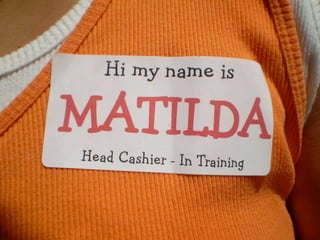 Hi my name is
MATILDA
Head Cashier - In Training